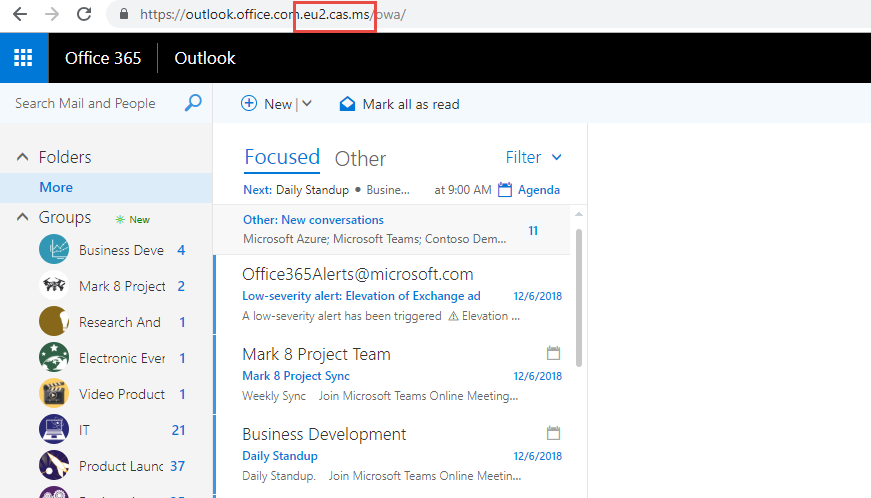 https://outlook.office.com.eu2.cas.ms/owa/
Office 365 Outlook
Search Mail and People
New | Mark all as read
Folders
More
Groups New
Business Deve 4
Mark 8 Project 2
Research And 1
Electronic Ever 1
Video Product 1
IT 21
Product Launc 37
Focused Other Filter
Next: Daily Standup • Busine... at 9:00 AM Agenda
Other: New conversations 11
Microsoft Azure; Microsoft Teams; Contoso Dem...
Office365Alerts@microsoft.com
Low-severity alert: Elevation of Exchange ad 12/6/2018
A low-severity alert has been triggered ⚠ Elevation ...
Mark 8 Project Team
Mark 8 Project Sync 12/6/2018
Weekly Sync Join Microsoft Teams Online Meeting...
Business Development
Daily Standup 12/6/2018
Daily Standup. Join Microsoft Teams Online Meetin...